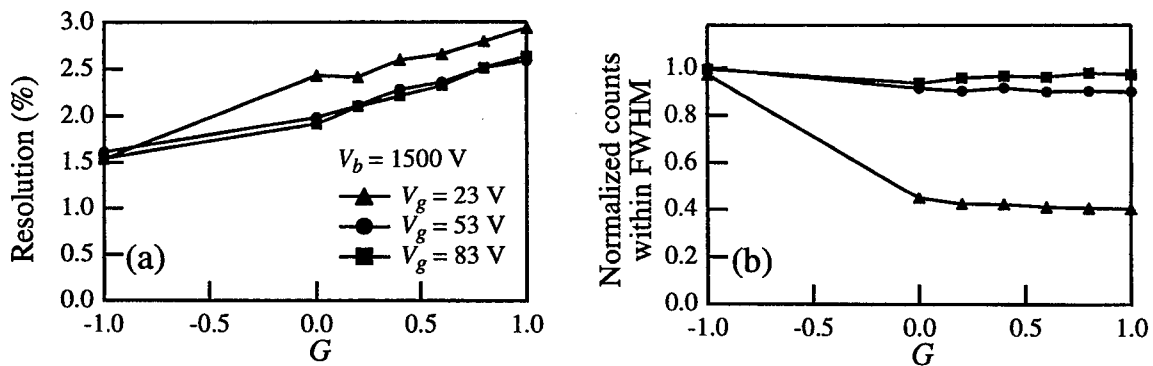 3.0
2.5
2.0
1.5
1.0
0.5
0.0
Resolution (%)
V_b = 1500 V
V_g = 23 V
V_g = 53 V
V_g = 83 V
(a)
-1.0 -0.5 0.0 0.5 1.0
G
1.0
0.8
0.6
0.4
0.2
0.0
Normalized counts
within FWHM
(b)
-1.0 -0.5 0.0 0.5 1.0
G